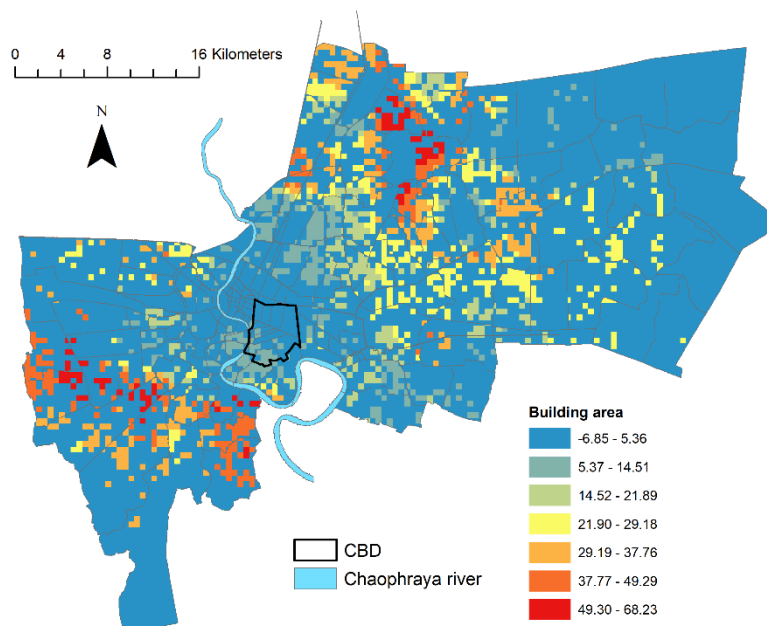 0 4 8 16 Kilometers
N
Building area
-6.85 - 5.36
5.37 - 14.51
14.52 - 21.89
21.90 - 29.18
29.19 - 37.76
37.77 - 49.29
49.30 - 68.23
CBD
Chaophraya river